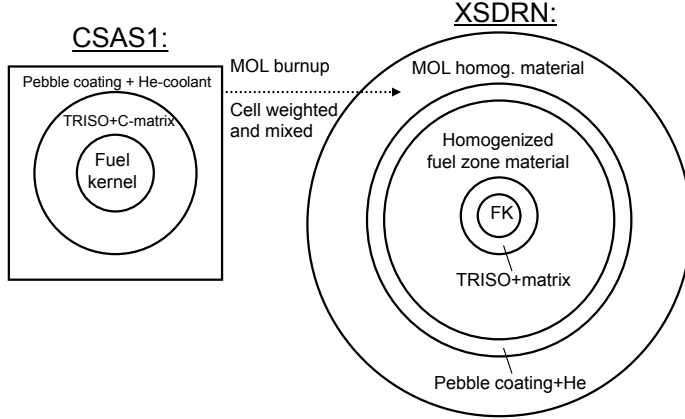 CSAS1:
Pebble coating + He-coolant
TRISO+C-matrix
Fuel
kernel
MOL burnup
Cell weighted
and mixed
XSDRN:
MOL homog. material
Homogenized
fuel zone material
FK
TRISO+matrix
Pebble coating+He